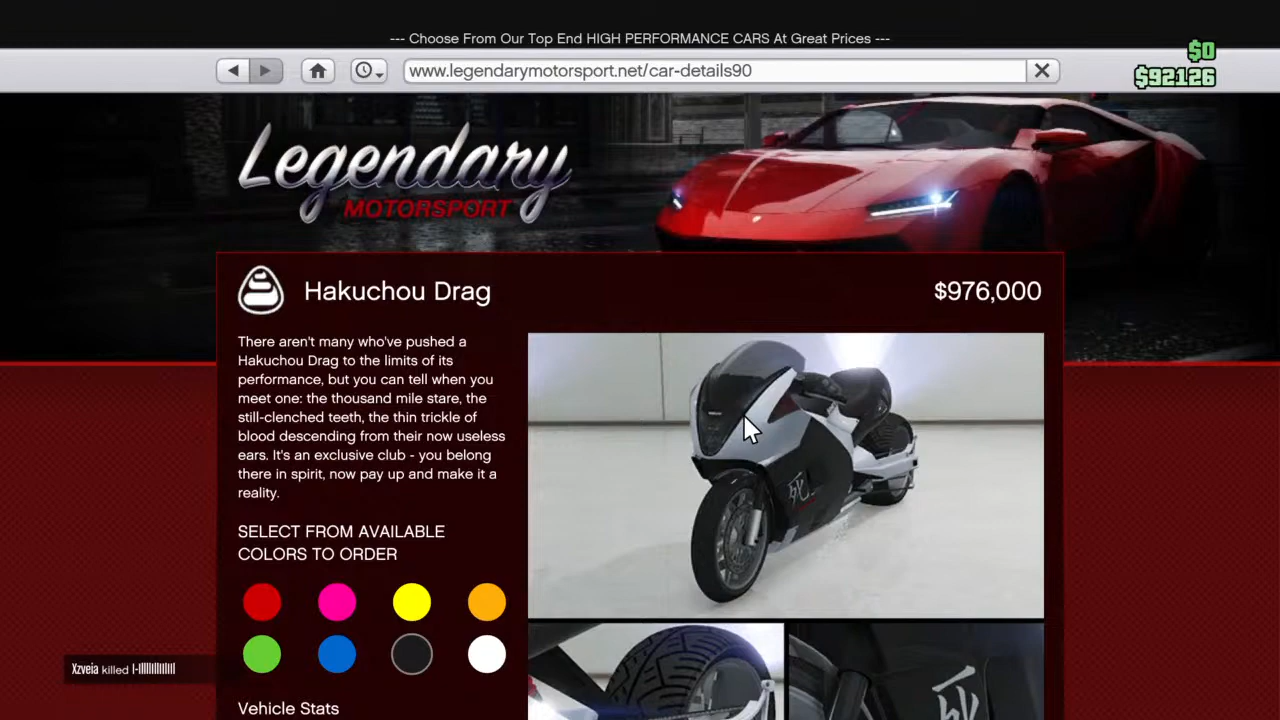 --- Choose From Our Top End HIGH PERFORMANCE CARS At Great Prices ---
$0
www.legendarymotorsport.net/car-details90
$92126
Legendary
MOTORSPORT
Hakuchou Drag
$976,000
There aren't many who've pushed a
Hakuchou Drag to the limits of its
performance, but you can tell when you
meet one: the thousand mile stare, the
still-clenched teeth, the thin trickle of
blood descending from their now useless
ears. It's an exclusive club - you belong
there in spirit, now pay up and make it a
reality.
死
SELECT FROM AVAILABLE
COLORS TO ORDER
Xzveia killed
死
Vehicle Stats